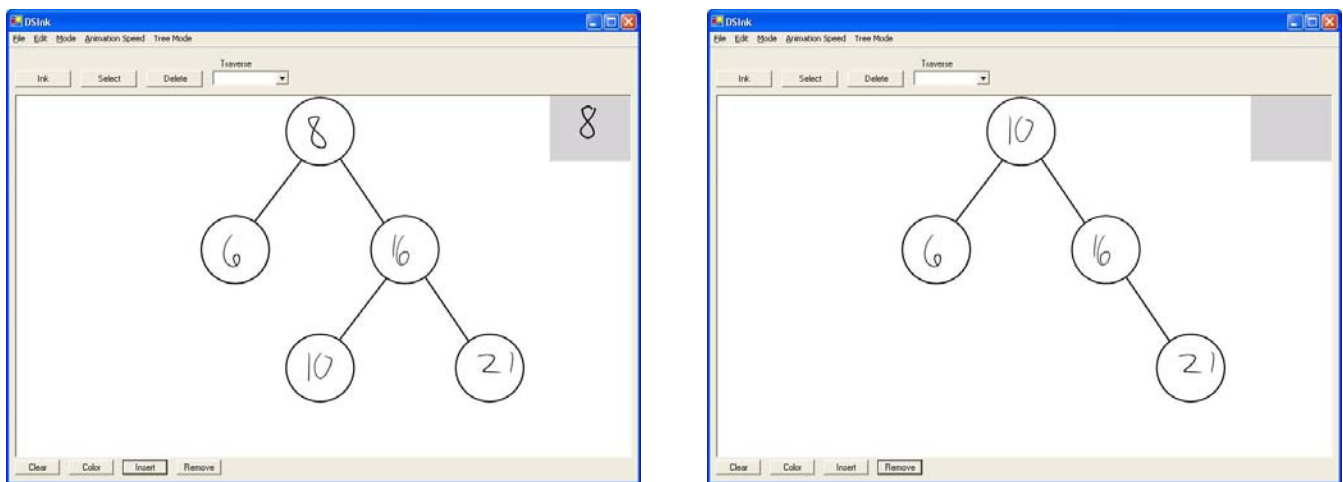 DSInk
File Edit Mode Animation Speed Tree Mode
Traverse
Ink Select Delete
8
8
6 16
10 21
Clear Color Insert Remove
DSInk
File Edit Mode Animation Speed Tree Mode
Traverse
Ink Select Delete
10
6 16
21
Clear Color Insert Remove